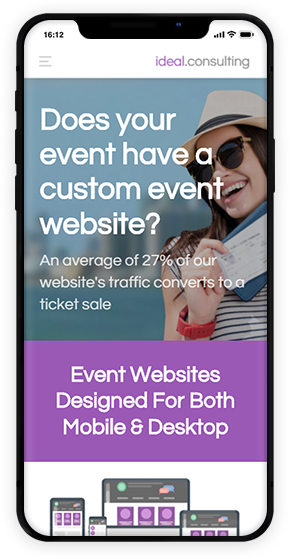 16:12
ideal.consulting
Does your
event have a
custom event
website?
An average of 27% of our
website's traffic converts to a
ticket sale
Event Websites
Designed For Both
Mobile & Desktop